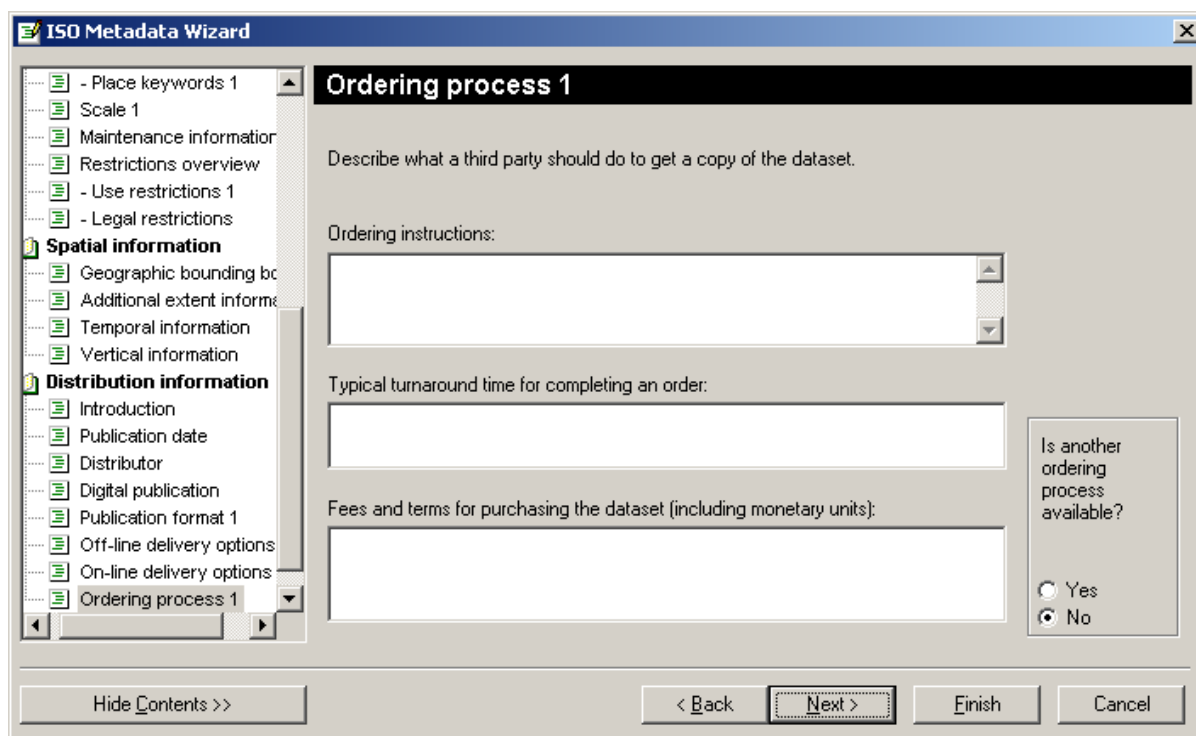 ISO Metadata Wizard
- Place keywords 1
Scale 1
Maintenance information
Restrictions overview
- Use restrictions 1
- Legal restrictions
Spatial information
Geographic bounding bo
Additional extent informa
Temporal information
Vertical information
Distribution information
Introduction
Publication date
Distributor
Digital publication
Publication format 1
Off-line delivery options
On-line delivery options
Ordering process 1
Ordering process 1
Describe what a third party should do to get a copy of the dataset.
Ordering instructions:
Typical turnaround time for completing an order:
Fees and terms for purchasing the dataset (including monetary units):
Is another
ordering
process
available?
Yes
No
Hide Contents >>
< Back
Next >
Finish
Cancel